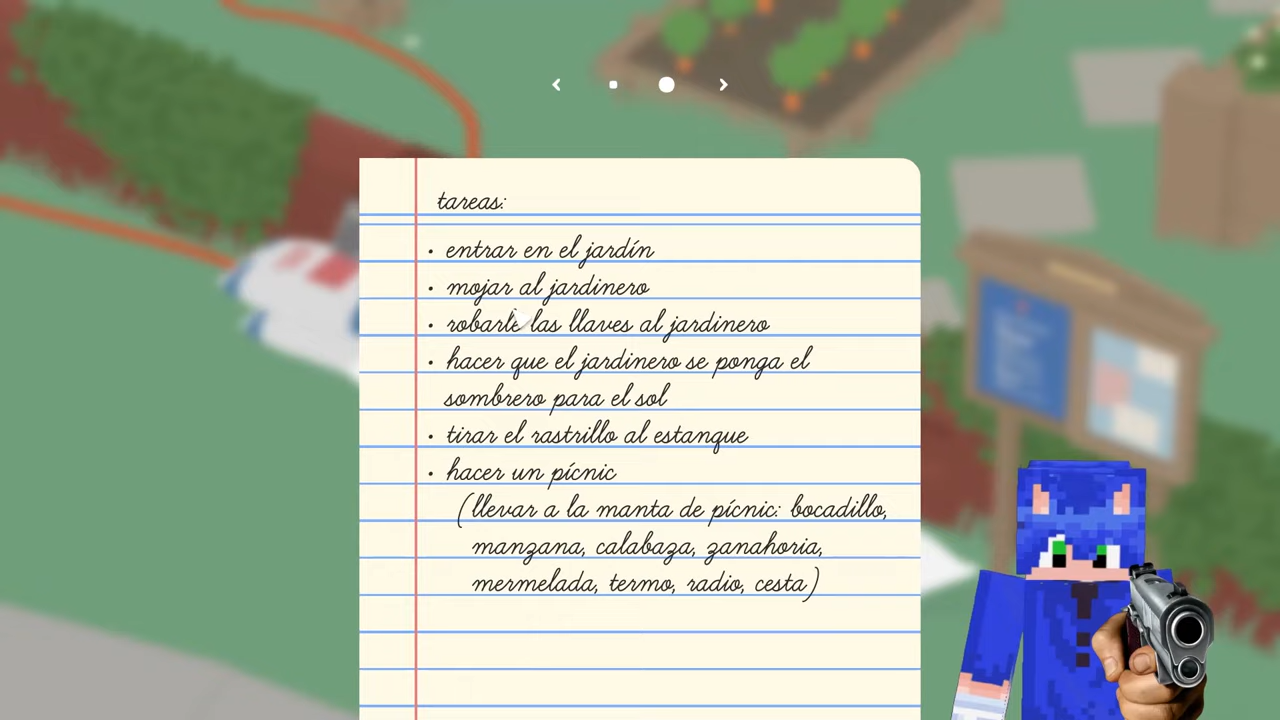 tareas:
• entrar en el jardín
• mojar al jardinero
• robarle las llaves al jardinero
• hacer que el jardinero se ponga el
sombrero para el sol
• tirar el rastrillo al estanque
• hacer un pícnic
(llevar a la manta de pícnic: bocadillo,
manzana, calabaza, zanahoria,
mermelada, termo, radio, cesta)